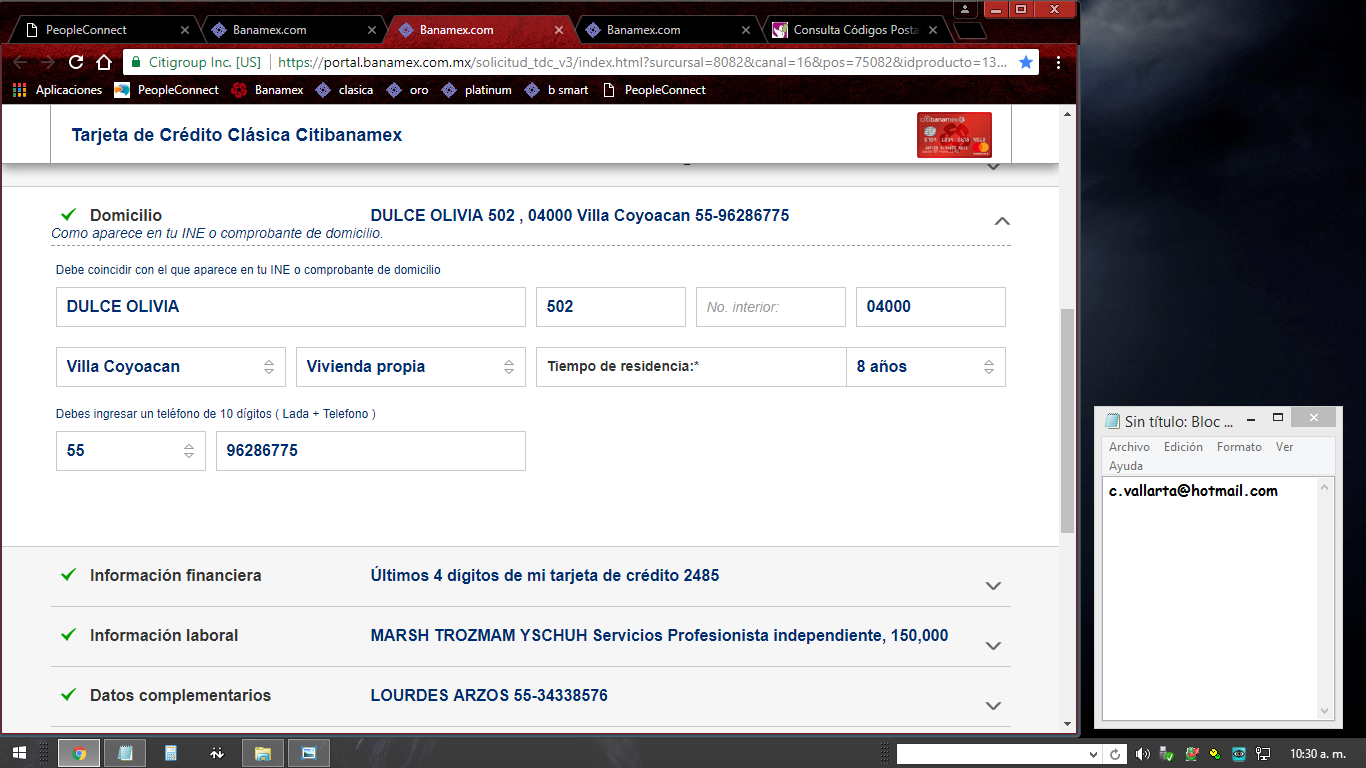 PeopleConnect
Banamex.com
Banamex.com
Banamex.com
Consulta Códigos Posta
Citigroup Inc. [US]
https://portal.banamex.com.mx/solicitud_tdc_v3/index.html?sursucal=8082&canal=16&pos=75082&idproducto=13...
Aplicaciones PeopleConnect Banamex clasica oro platinum b smart PeopleConnect
Tarjeta de Crédito Clásica Citibanamex
citibanamex
Domicilio DULCE OLIVIA 502 , 04000 Villa Coyoacan 55-96286775
Como aparece en tu INE o comprobante de domicilio.
Debe coincidir con el que aparece en tu INE o comprobante de domicilio
DULCE OLIVIA 502 No. interior: 04000
Villa Coyoacan Vivienda propia Tiempo de residencia:* 8 años
Debes ingresar un teléfono de 10 dígitos ( Lada + Telefono )
55 96286775
Información financiera Últimos 4 dígitos de mi tarjeta de crédito 2485
Información laboral MARSH TROZMAM YSCHUH Servicios Profesionista independiente, 150,000
Datos complementarios LOURDES ARZOS 55-34338576
Sin título: Bloc ...
Archivo Edición Formato Ver
Ayuda
c.vallarta@hotmail.com
10:30 a. m.